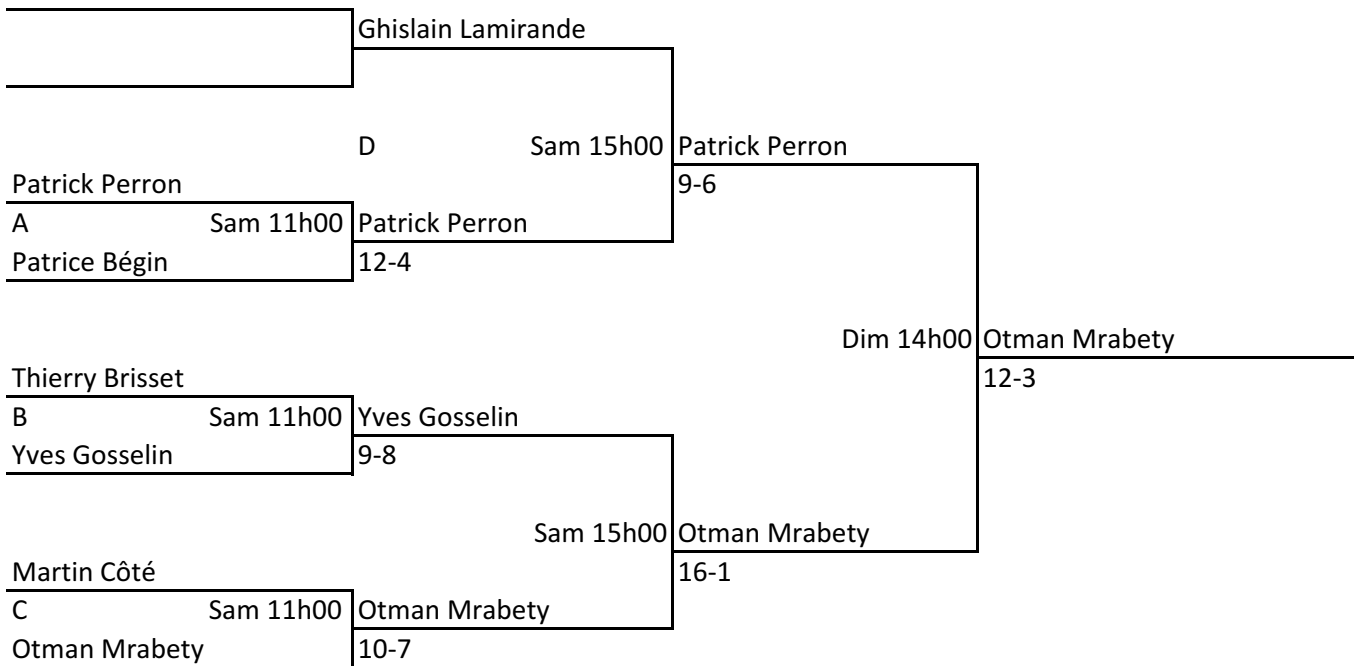 Ghislain Lamirande
D Sam 15h00 Patrick Perron
Patrick Perron 9-6
A Sam 11h00 Patrick Perron
Patrice Bégin 12-4
Dim 14h00 Otman Mrabety
Thierry Brisset 12-3
B Sam 11h00 Yves Gosselin
Yves Gosselin 9-8
Sam 15h00 Otman Mrabety
Martin Côté 16-1
C Sam 11h00 Otman Mrabety
Otman Mrabety 10-7